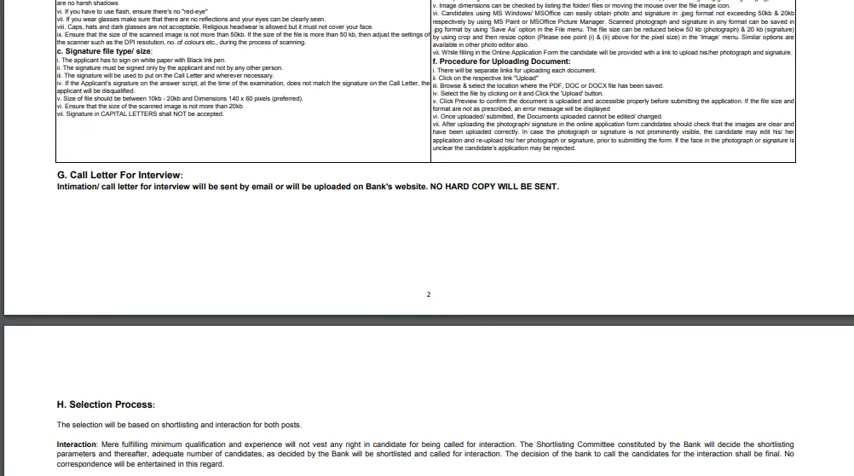 are no harsh shadows
vi. If you have to use flash, ensure there's no "red-eye"
vii. If you wear glasses make sure that there are no reflections and your eyes can be clearly seen.
viii. Caps, hats and dark glasses are not acceptable. Religious headwear is allowed but it must not cover your face.
ix. Ensure that the size of the scanned image is not more than 50kb. If the size of the file is more than 50 kb, then adjust the settings of
the scanner such as the DPI resolution, no. of colours etc., during the process of scanning.
c. Signature file type/ size:
i. The applicant has to sign on white paper with Black Ink pen.
ii. The signature must be signed only by the applicant and not by any other person.
iii. The signature will be used to put on the Call Letter and wherever necessary.
iv. If the Applicant's signature on the answer script, at the time of the examination, does not match the signature on the Call Letter, the
applicant will be disqualified.
v. Size of file should be between 10kb - 20kb and Dimensions 140 x 60 pixels (preferred).
vi. Ensure that the size of the scanned image is not more than 20kb
vii. Signature in CAPITAL LETTERS shall NOT be accepted.
v. Image dimensions can be checked by listing the folder/ files or moving the mouse over the file image icon.
vi. Candidates using MS Windows/ MSOffice can easily obtain photo and signature in .jpeg format not exceeding 50kb & 20kb
respectively by using MS Paint or MSOffice Picture Manager. Scanned photograph and signature in any format can be saved in
.jpg format by using 'Save As' option in the File menu. The file size can be reduced below 50 kb (photograph) & 20 kb (signature)
by using crop and then resize option (Please see point (i) & (ii) above for the pixel size) in the 'Image' menu. Similar options are
available in other photo editor also.
vii. While filling in the Online Application Form the candidate will be provided with a link to upload his/her photograph and signature.
f. Procedure for Uploading Document:
i. There will be separate links for uploading each document.
ii. Click on the respective link "Upload"
iii. Browse & select the location where the PDF, DOC or DOCX file has been saved.
iv. Select the file by clicking on it and Click the 'Upload' button.
v. Click Preview to confirm the document is uploaded and accessible properly before submitting the application. If the file size and
format are not as prescribed, an error message will be displayed
vi. Once uploaded/ submitted, the Documents uploaded cannot be edited/ changed.
vii. After uploading the photograph/ signature in the online application form candidates should check that the images are clear and
have been uploaded correctly. In case the photograph or signature is not prominently visible, the candidate may edit his/ her
application and re-upload his/ her photograph or signature, prior to submitting the form. If the face in the photograph or signature is
unclear the candidate's application may be rejected.
G. Call Letter For Interview:
Intimation/ call letter for interview will be sent by email or will be uploaded on Bank's website. NO HARD COPY WILL BE SENT.
2
H. Selection Process:
The selection will be based on shortlisting and interaction for both posts.
Interaction: Mere fulfilling minimum qualification and experience will not vest any right in candidate for being called for interaction. The Shortlisting Committee constituted by the Bank will decide the shortlisting
parameters and thereafter, adequate number of candidates, as decided by the Bank will be shortlisted and called for interaction. The decision of the bank to call the candidates for the interaction shall be final. No
correspondence will be entertained in this regard.